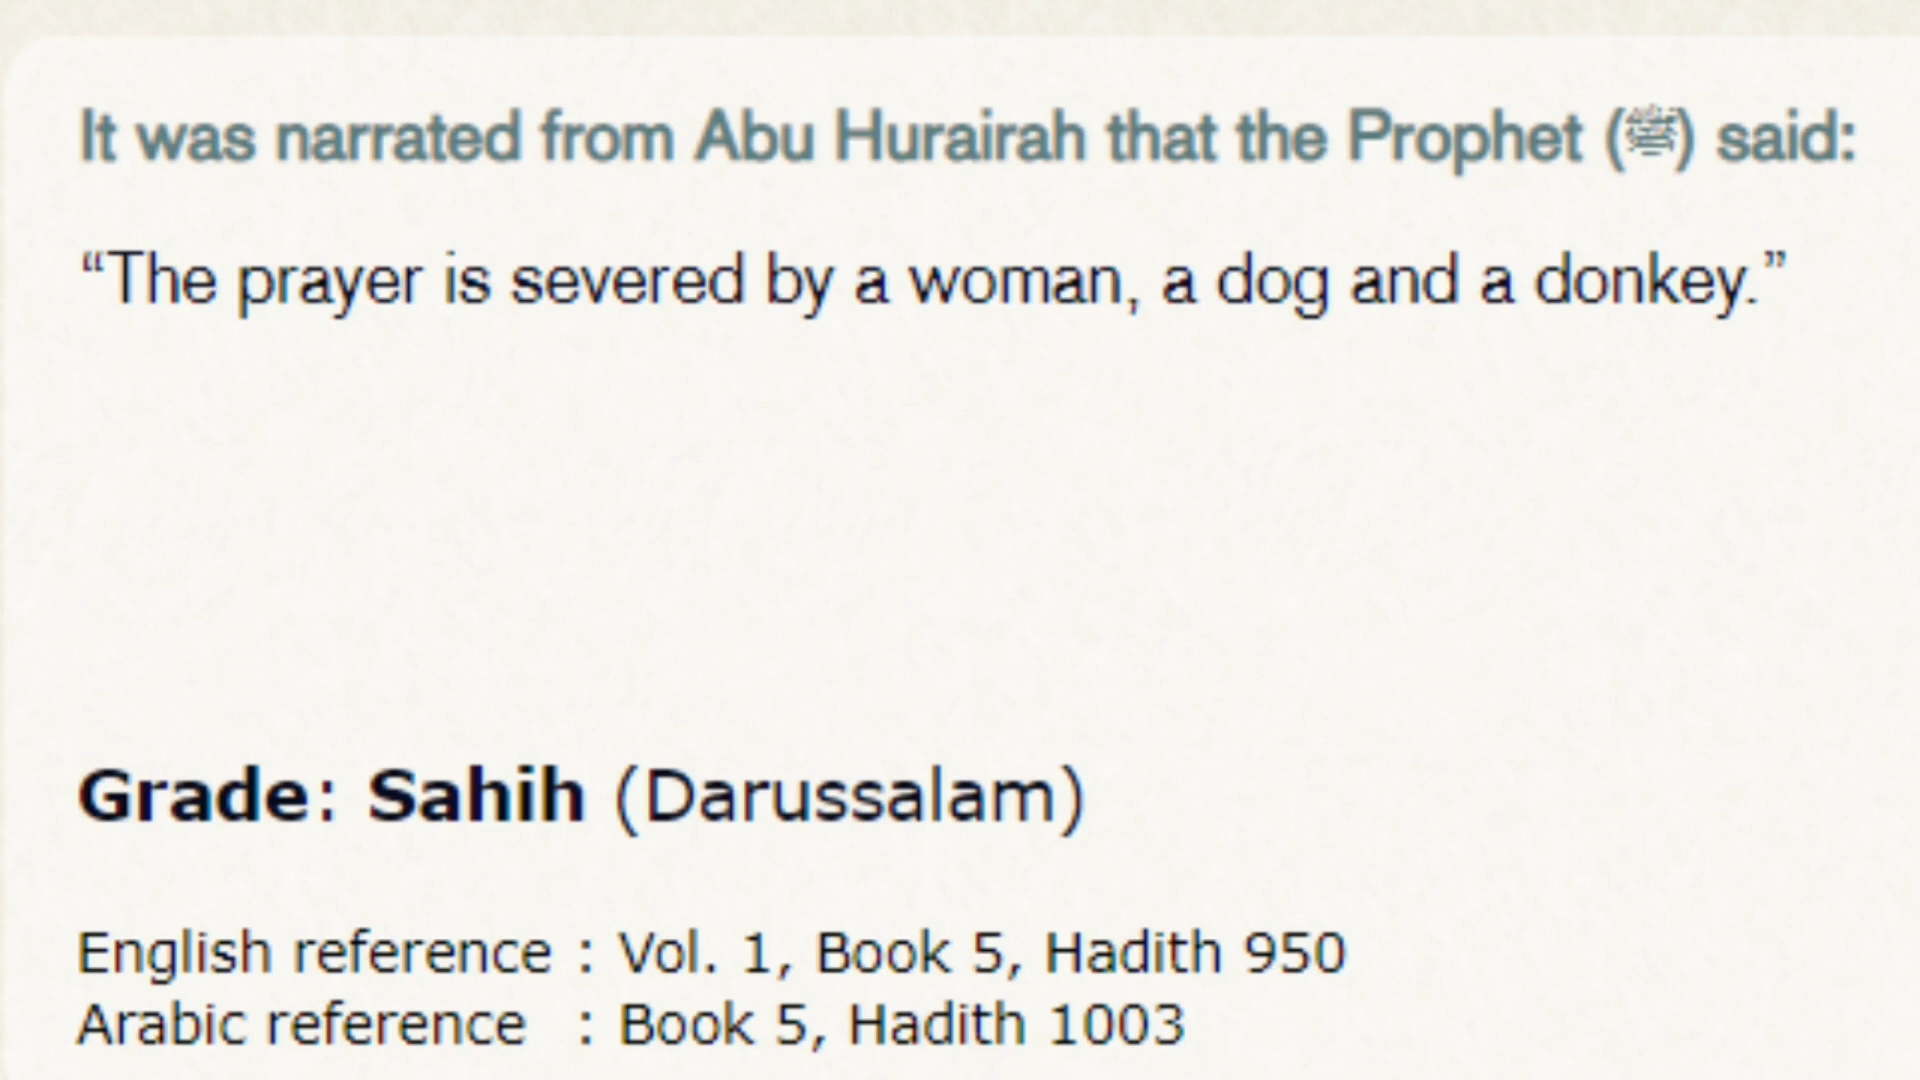 It was narrated from Abu Hurairah that the Prophet (ﷺ) said:
“The prayer is severed by a woman, a dog and a donkey.”
Grade: Sahih (Darussalam)
English reference : Vol. 1, Book 5, Hadith 950
Arabic reference : Book 5, Hadith 1003